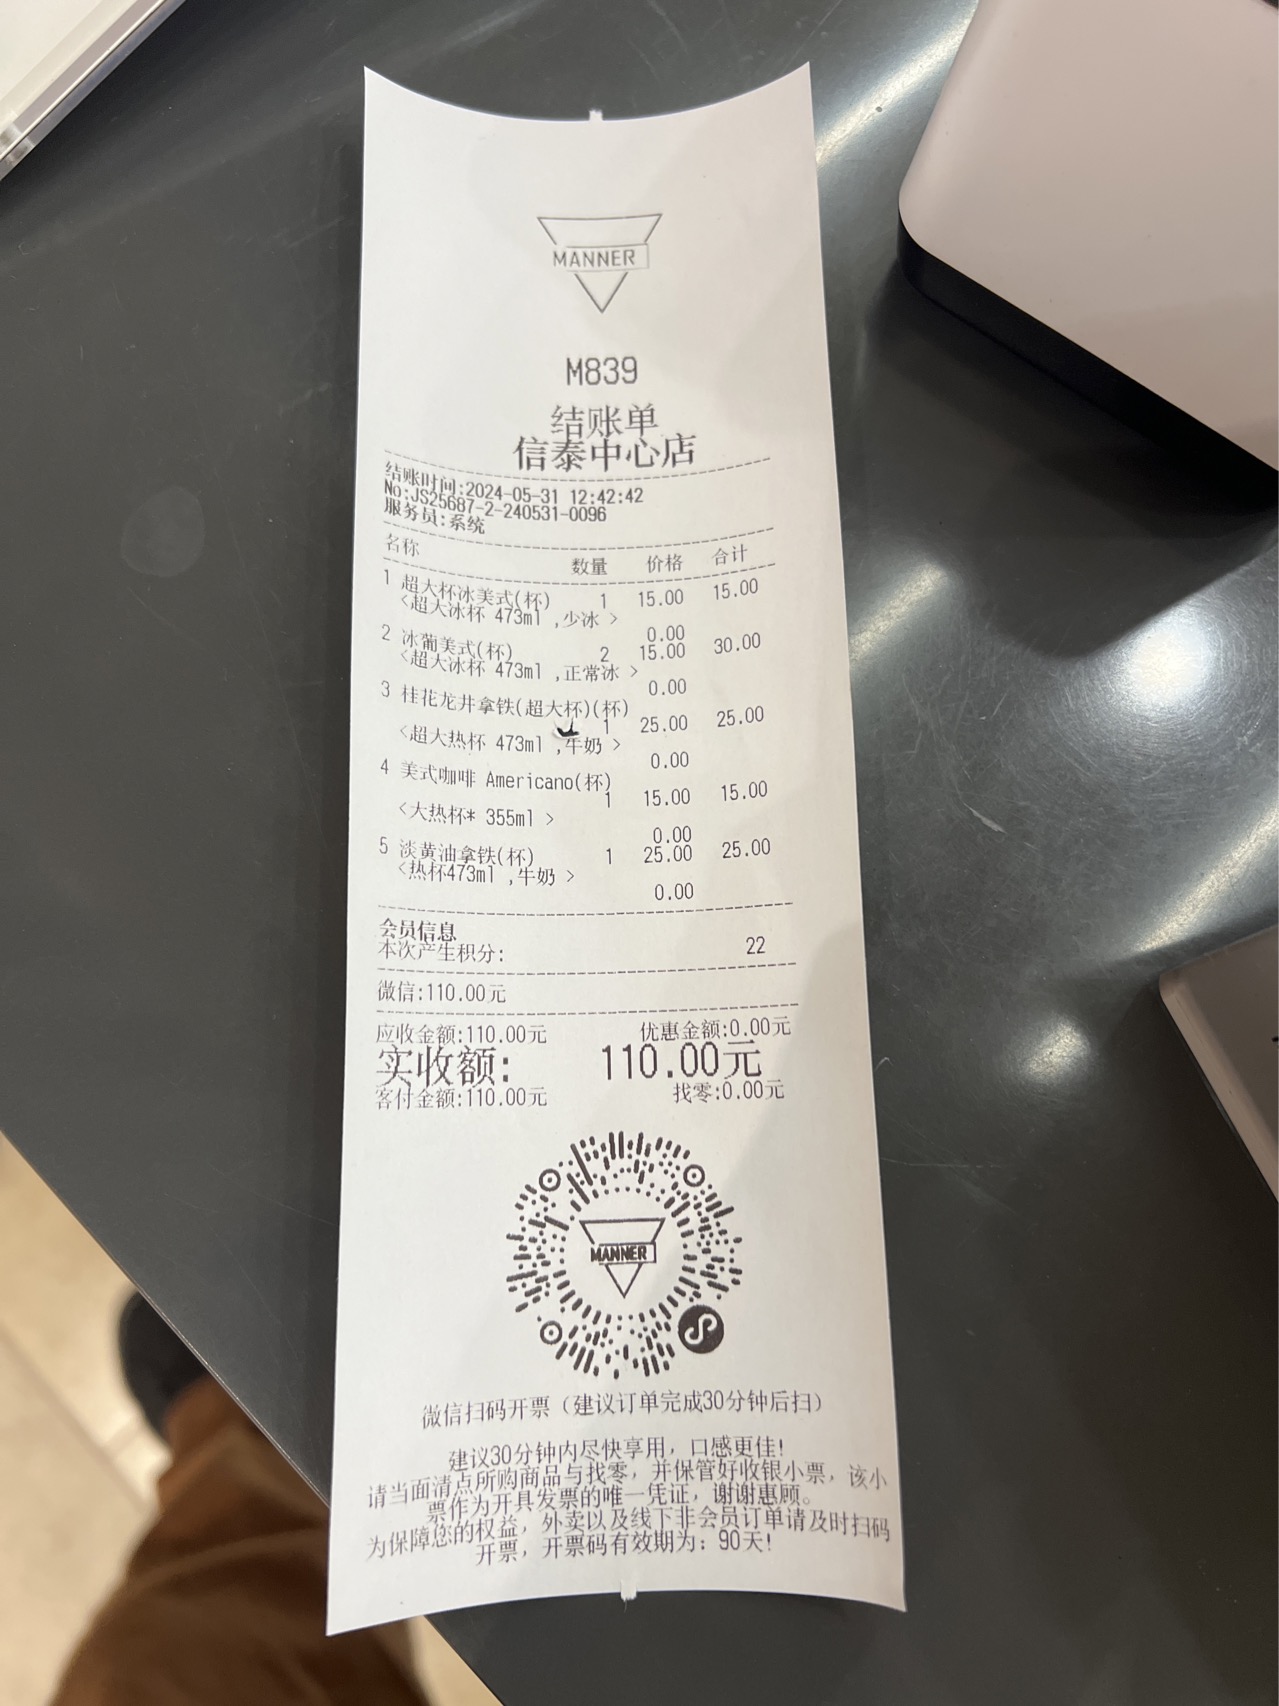 MANNER
M839
结账单
信泰中心店
结账时间:2024-05-31 12:42:42
No:JS25687-2-240531-0096
服务员:系统
名称 数量 价格 合计
1 超大杯冰美式(杯) 1 15.00 15.00
<超大冰杯 473ml ,少冰 >
0.00
2 冰葡美式(杯) 2 15.00 30.00
<超大冰杯 473ml ,正常冰 >
0.00
3 桂花龙井拿铁(超大杯)(杯)
1 25.00 25.00
<超大热杯 473ml ,牛奶 >
0.00
4 美式咖啡 Americano(杯)
1 15.00 15.00
<大热杯* 355ml >
0.00
5 淡黄油拿铁(杯) 1 25.00 25.00
<热杯473ml ,牛奶 >
0.00
会员信息
本次产生积分: 22
微信:110.00元
应收金额:110.00元 优惠金额:0.00元
实收额: 110.00元
客付金额:110.00元 找零:0.00元
MANNER
微信扫码开票（建议订单完成30分钟后扫）
建议30分钟内尽快享用，口感更佳!
请当面清点所购商品与找零，并保管好收银小票，该小
票作为开具发票的唯一凭证，谢谢惠顾。
为保障您的权益，外卖以及线下非会员订单请及时扫码
开票，开票码有效期为：90天!